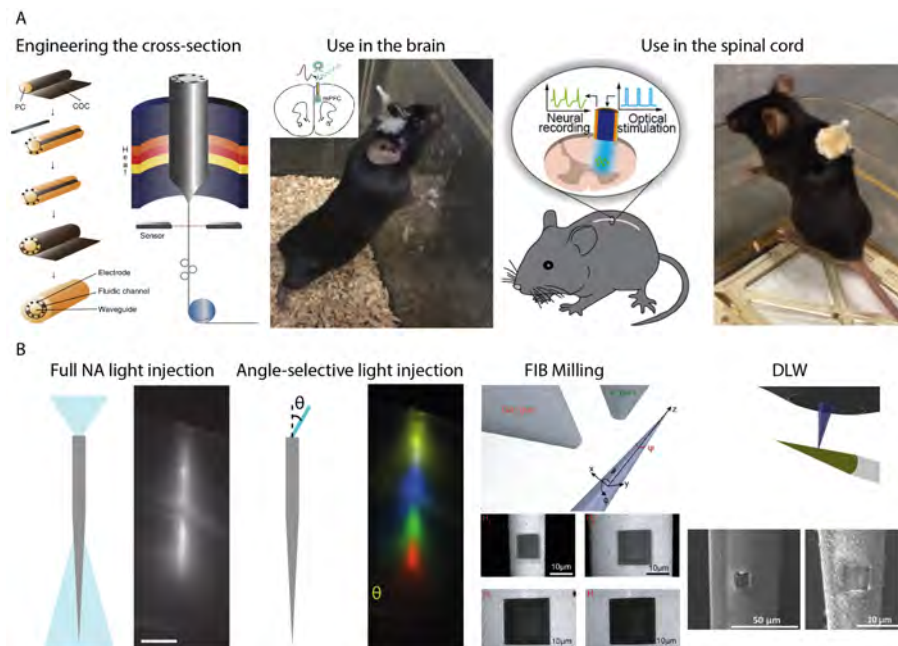 A
Engineering the cross-section
Use in the brain
Use in the spinal cord
PC
COC
Heat
Sensor
Electrode
Fluidic channel
Waveguide
mPFC
Neural
recording
Optical
stimulation
B
Full NA light injection
Angle-selective light injection
FIB Milling
DLW
θ
θ
z
ψ
x
y
10μm
10μm
10μm
10μm
50 μm